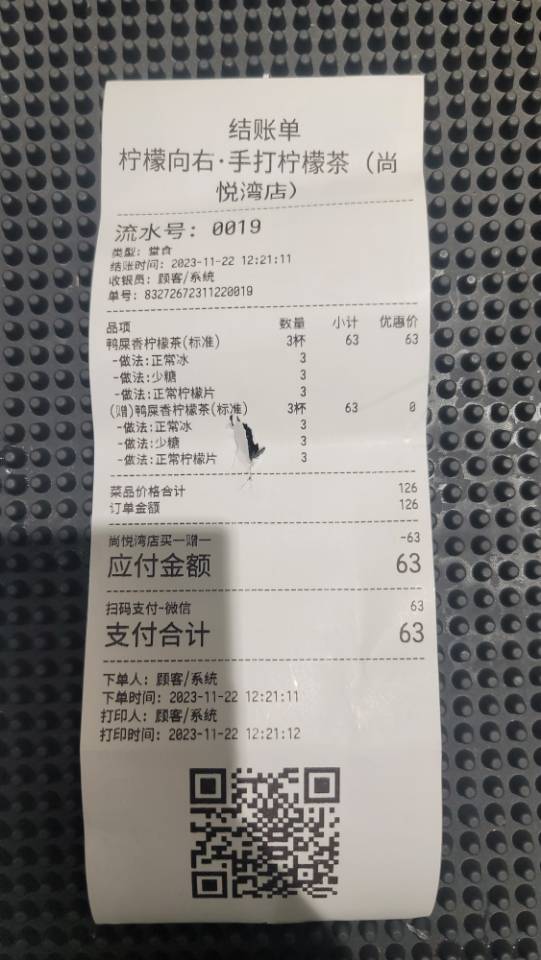 结账单
柠檬向右·手打柠檬茶（尚
悦湾店）
流水号: 0019
类型: 堂食
结账时间: 2023-11-22 12:21:11
收银员: 顾客/系统
单号: 83272672311220019
品项 数量 小计 优惠价
鸭屎香柠檬茶(标准) 3杯 63 63
-做法:正常冰 3
-做法:少糖 3
-做法:正常柠檬片 3
(赠)鸭屎香柠檬茶(标准) 3杯 63 0
-做法:正常冰 3
-做法:少糖 3
-做法:正常柠檬片 3
菜品价格合计 126
订单金额 126
尚悦湾店买一赠一 -63
应付金额 63
扫码支付-微信 63
支付合计 63
下单人: 顾客/系统
下单时间: 2023-11-22 12:21:11
打印人: 顾客/系统
打印时间: 2023-11-22 12:21:12